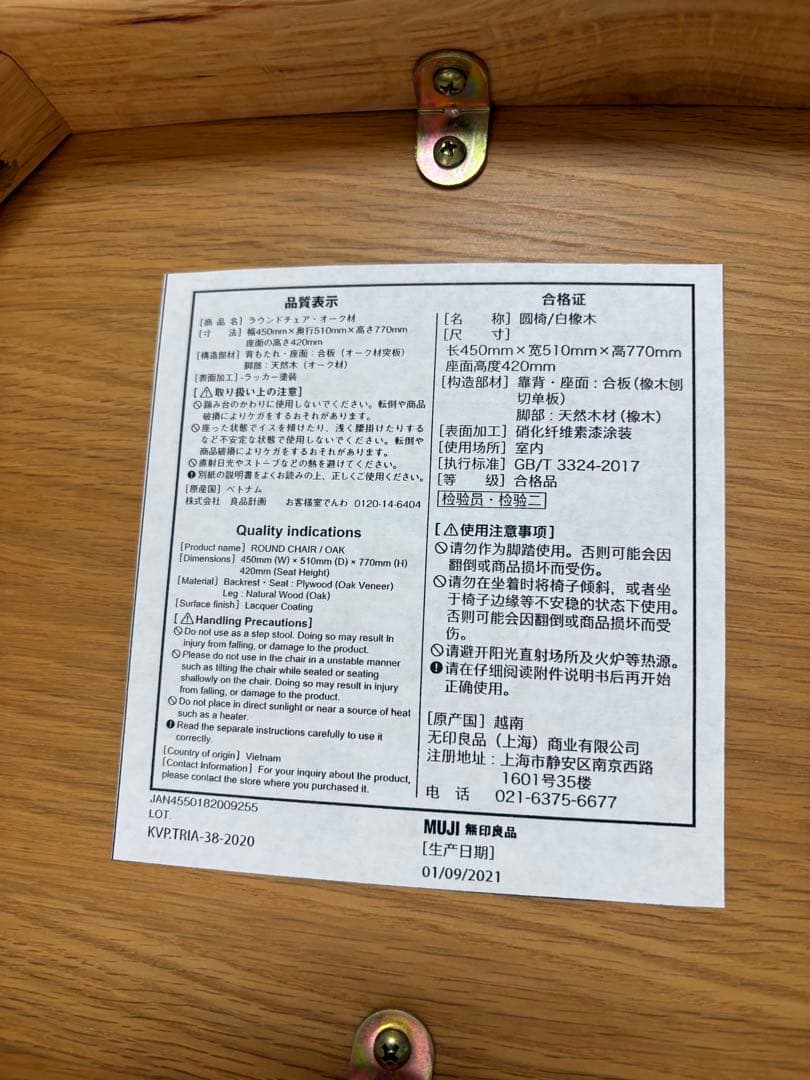 品質表示
[商 品 名] ラウンドチェア・オーク材
[寸 法] 幅450mm×奥行510mm×高さ770mm
座面の高さ420mm
[構造部材] 背もたれ・座面：合板（オーク材突板）
脚部：天然木（オーク材）
[表面加工]-ラッカー塗装
[⚠取り扱い上の注意]
🚫踏み台のかわりに使用しないでください。転倒や商品
破損によりケガをするおそれがあります。
🚫座った状態でイスを傾けたり、浅く腰掛けたりする
など不安定な状態で使用しないでください。転倒や
商品破損によりケガをするおそれがあります。
🚫直射日光やストーブなどの熱を避けてください。
❗別紙の説明書をよくお読みの上、正しくご使用ください。
[原産国] ベトナム
株式会社 良品計画 お客様室でんわ 0120-14-6404
Quality indications
[Product name] ROUND CHAIR / OAK
[Dimensions] 450mm (W) × 510mm (D) × 770mm (H)
420mm (Seat Height)
[Material] Backrest・Seat : Plywood (Oak Veneer)
Leg : Natural Wood (Oak)
[Surface finish] Lacquer Coating
[⚠Handling Precautions]
🚫Do not use as a step stool. Doing so may result in
injury from falling, or damage to the product.
🚫Please do not use in the chair in a unstable manner
such as tilting the chair while seated or seating
shallowly on the chair. Doing so may result in injury
from falling, or damage to the product.
🚫Do not place in direct sunlight or near a source of heat
such as a heater.
❗Read the separate instructions carefully to use it
correctly.
[Country of origin] Vietnam
[Contact Information] For your inquiry about the product,
please contact the store where you purchased it.
合格证
[名 称] 圆椅/白橡木
[尺 寸]
长450mm×宽510mm×高770mm
座面高度420mm
[构造部材] 靠背・座面：合板(橡木刨
切单板)
脚部：天然木材(橡木)
[表面加工] 硝化纤维素漆涂装
[使用场所] 室内
[执行标准] GB/T 3324-2017
[等 级] 合格品
检验员・检验二
[⚠使用注意事项]
🚫请勿作为脚踏使用。否则可能会因
翻倒或商品损坏而受伤。
🚫请勿在坐着时将椅子倾斜，或者坐
于椅子边缘等不安稳的状态下使用。
否则可能会因翻倒或商品损坏而受
伤。
🚫请避开阳光直射场所及火炉等热源。
❗请在仔细阅读附件说明书后再开始
正确使用。
[原产国] 越南
无印良品（上海）商业有限公司
注册地址：上海市静安区南京西路
1601号35楼
电 话 021-6375-6677
JAN4550182009255
LOT.
KVP.TRIA-38-2020
MUJI 無印良品
[生产日期]
01/09/2021